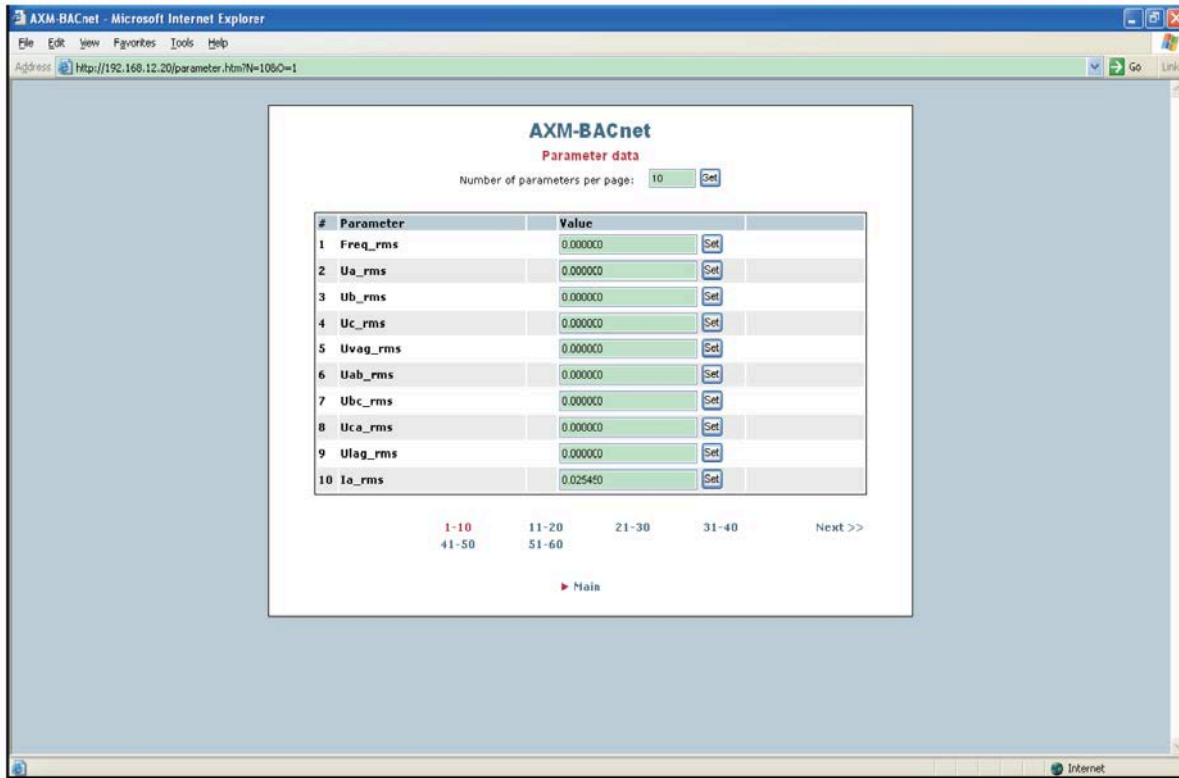 AXM-BACnet - Microsoft Internet Explorer
File Edit View Favorites Tools Help
Address http://192.168.12.20/parameter.htm?N=10&O=1 Go Link
AXM-BACnet
Parameter data
Number of parameters per page: 10 Set
# Parameter Value
1 Freq_rms 0.000000 Set
2 Ua_rms 0.000000 Set
3 Ub_rms 0.000000 Set
4 Uc_rms 0.000000 Set
5 Uvag_rms 0.000000 Set
6 Uab_rms 0.000000 Set
7 Ubc_rms 0.000000 Set
8 Uca_rms 0.000000 Set
9 Ulag_rms 0.000000 Set
10 Ia_rms 0.025450 Set
1-10 11-20 21-30 31-40 Next >>
41-50 51-60
Main
Internet